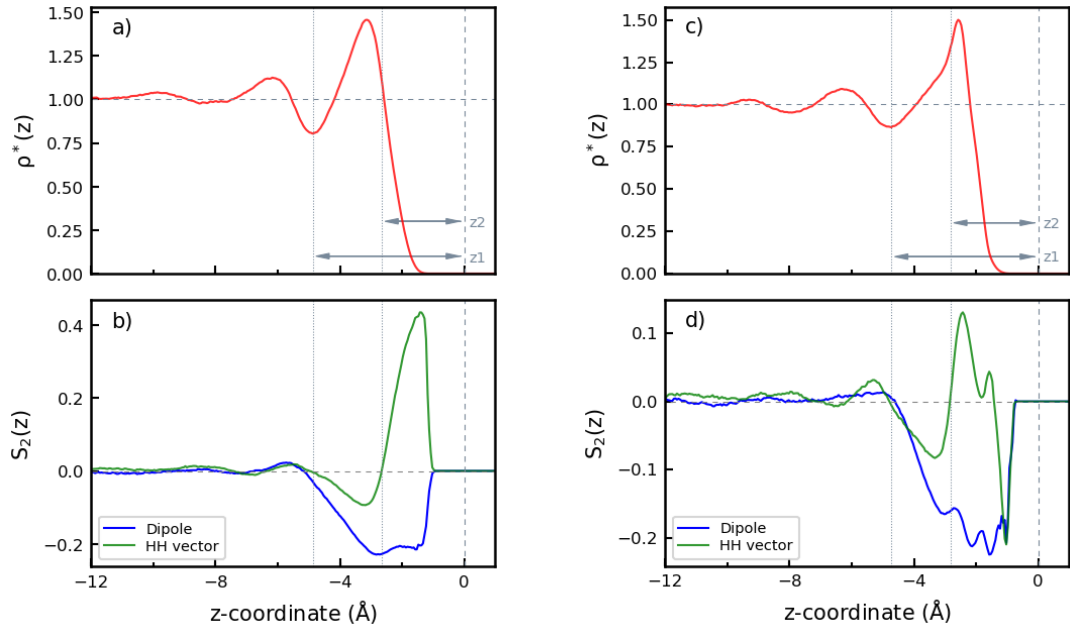 a)
1.50
1.25
1.00
0.75
0.50
0.25
0.00
ρ*(z)
z2
z1
c)
1.50
1.25
1.00
0.75
0.50
0.25
0.00
ρ*(z)
z2
z1
b)
0.4
0.2
0.0
−0.2
S₂(z)
Dipole
HH vector
−12
−8
−4
0
z-coordinate (Å)
d)
0.1
0.0
−0.1
−0.2
S₂(z)
Dipole
HH vector
−12
−8
−4
0
z-coordinate (Å)